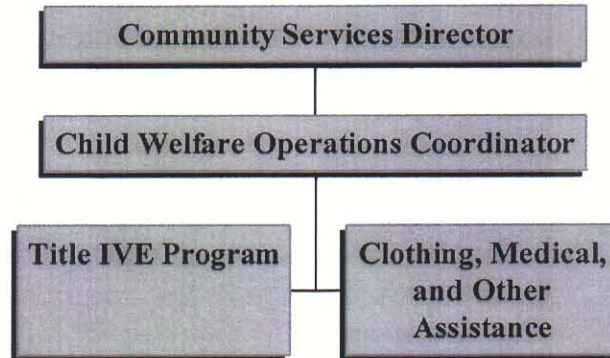 Community Services Director
Child Welfare Operations Coordinator
Title IVE Program
Clothing, Medical,
and Other
Assistance